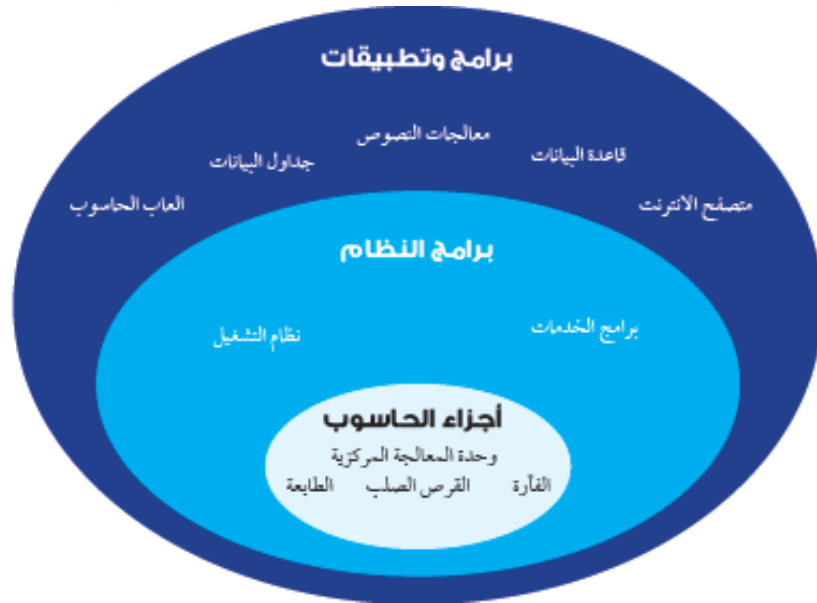 برامج وتطبيقات
معالجات النصوص
قاعدة البيانات
جداول البيانات
متصفح الانترنت
العاب الحاسوب
برامج النظام
برامج الخدمات
نظام التشغيل
أجزاء الحاسوب
وحدة المعالجة المركزية
الفأرة القرص الصلب الطابعة